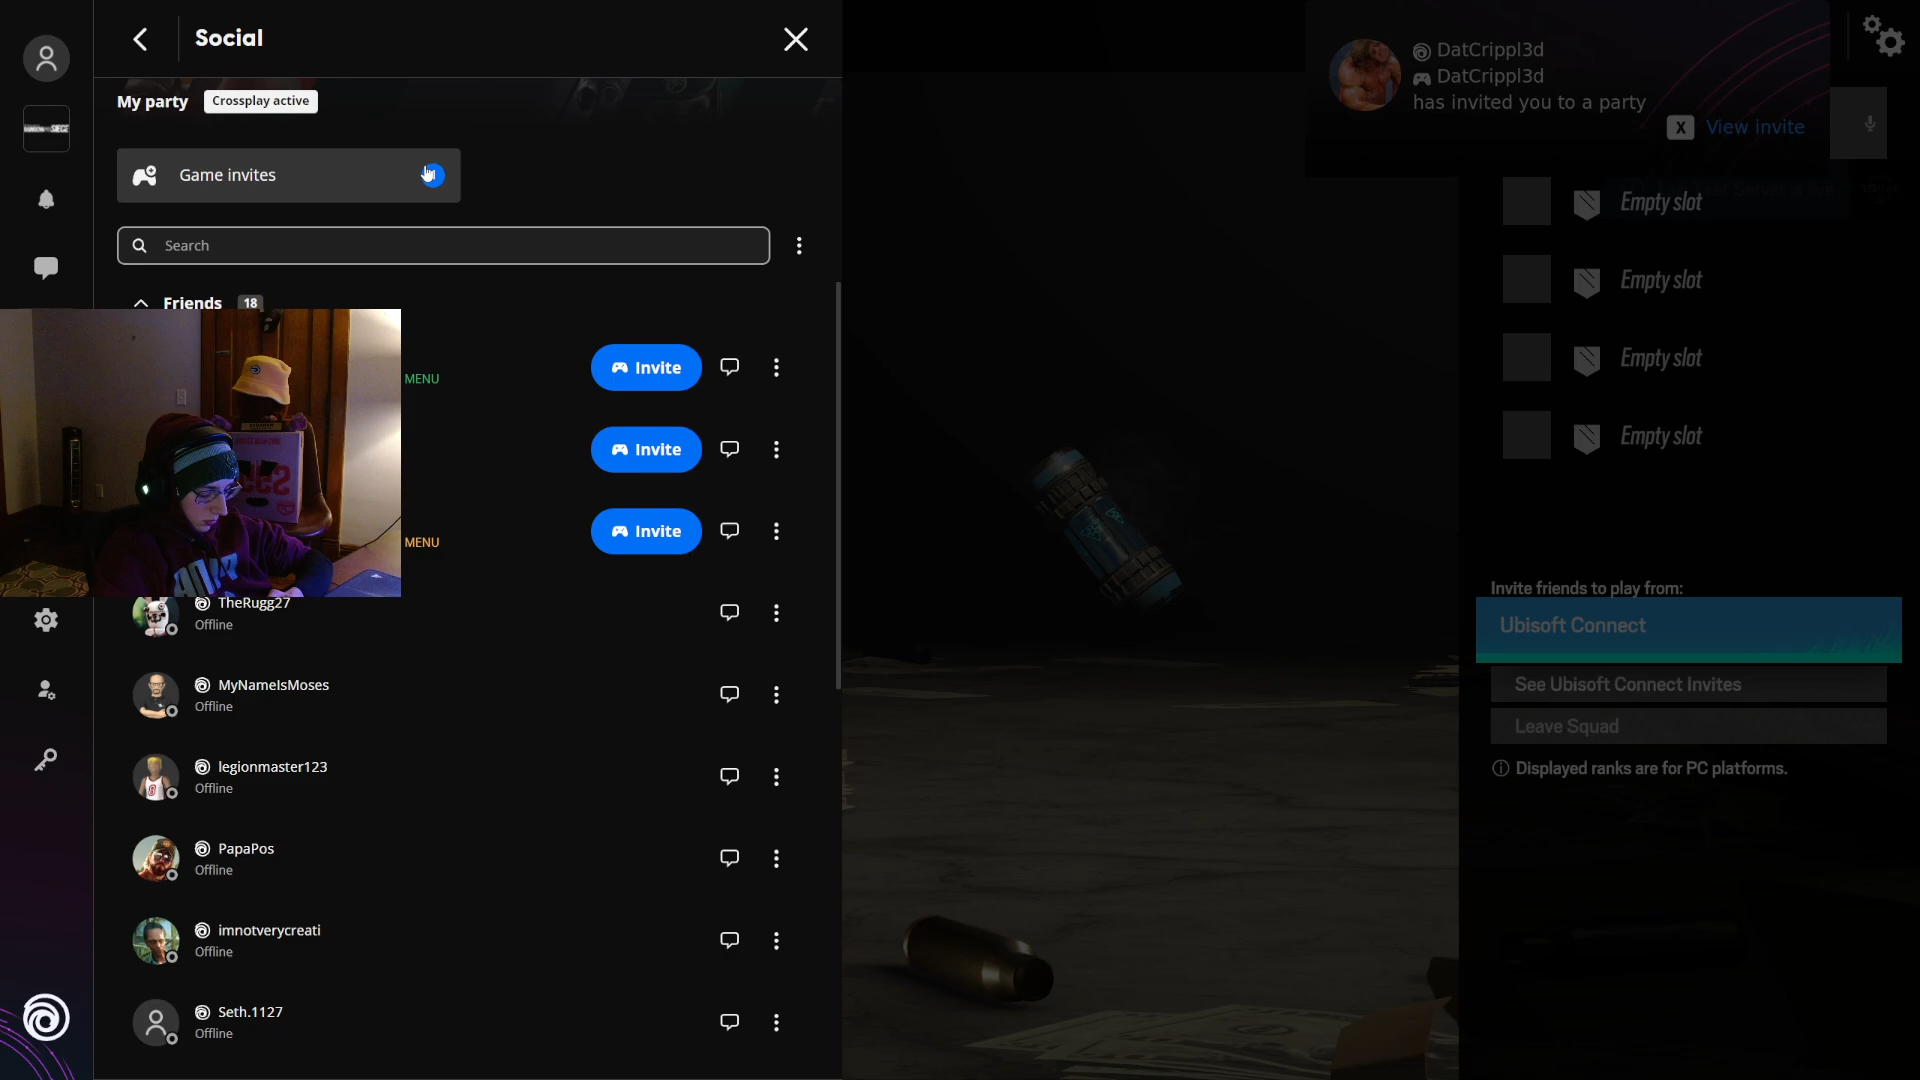 Social
My party
Crossplay active
Game invites
Search
Friends 18
MENU
Invite
Invite
MENU
Invite
TheRugg27
Offline
MyNameIsMoses
Offline
legionmaster123
Offline
PapaPos
Offline
imnotverycreati
Offline
Seth.1127
Offline
DatCrippl3d
DatCrippl3d
has invited you to a party
X View invite
Empty slot
Empty slot
Empty slot
Empty slot
Invite friends to play from:
Ubisoft Connect
See Ubisoft Connect Invites
Leave Squad
Displayed ranks are for PC platforms.